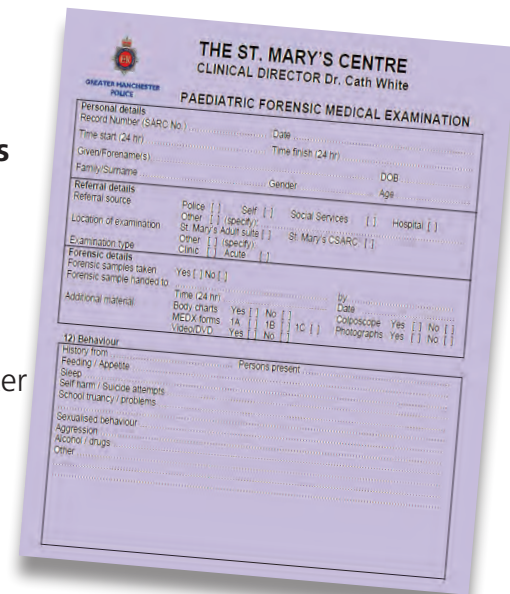 THE ST. MARY'S CENTRE
CLINICAL DIRECTOR Dr. Cath White
GREATER MANCHESTER
POLICE
PAEDIATRIC FORENSIC MEDICAL EXAMINATION
Personal details
Record Number (SARC No.) Date
Time start (24 hr) Time finish (24 hr)
Given/Forename(s) DOB
Family/Surname Gender Age
Referral details
Referral source Police [ ] Self [ ] Social Services [ ] Hospital [ ]
Other [ ] (specify)
Location of examination St. Mary's Adult suite [ ] St. Mary's CSARC [ ]
Other [ ] (specify)
Examination type Clinic [ ] Acute [ ]
Forensic details
Forensic samples taken Yes [ ] No [ ]
Forensic sample handed to by
Time (24 hr) Date
Additional material Body charts Yes [ ] No [ ] Colposcope Yes [ ] No [ ]
MEDX forms 1A [ ] 1B [ ] 1C [ ] Photographs Yes [ ] No [ ]
Video/DVD Yes [ ] No [ ]
12) Behaviour
History from Persons present
Feeding / Appetite
Sleep
Self harm / Suicide attempts
School truancy / problems
Sexualised behaviour
Aggression
Alcohol / drugs
Other
s
er